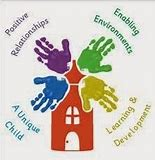 Positive
Relationships
Enabling
Environments
A Unique
Child
Learning &
Development